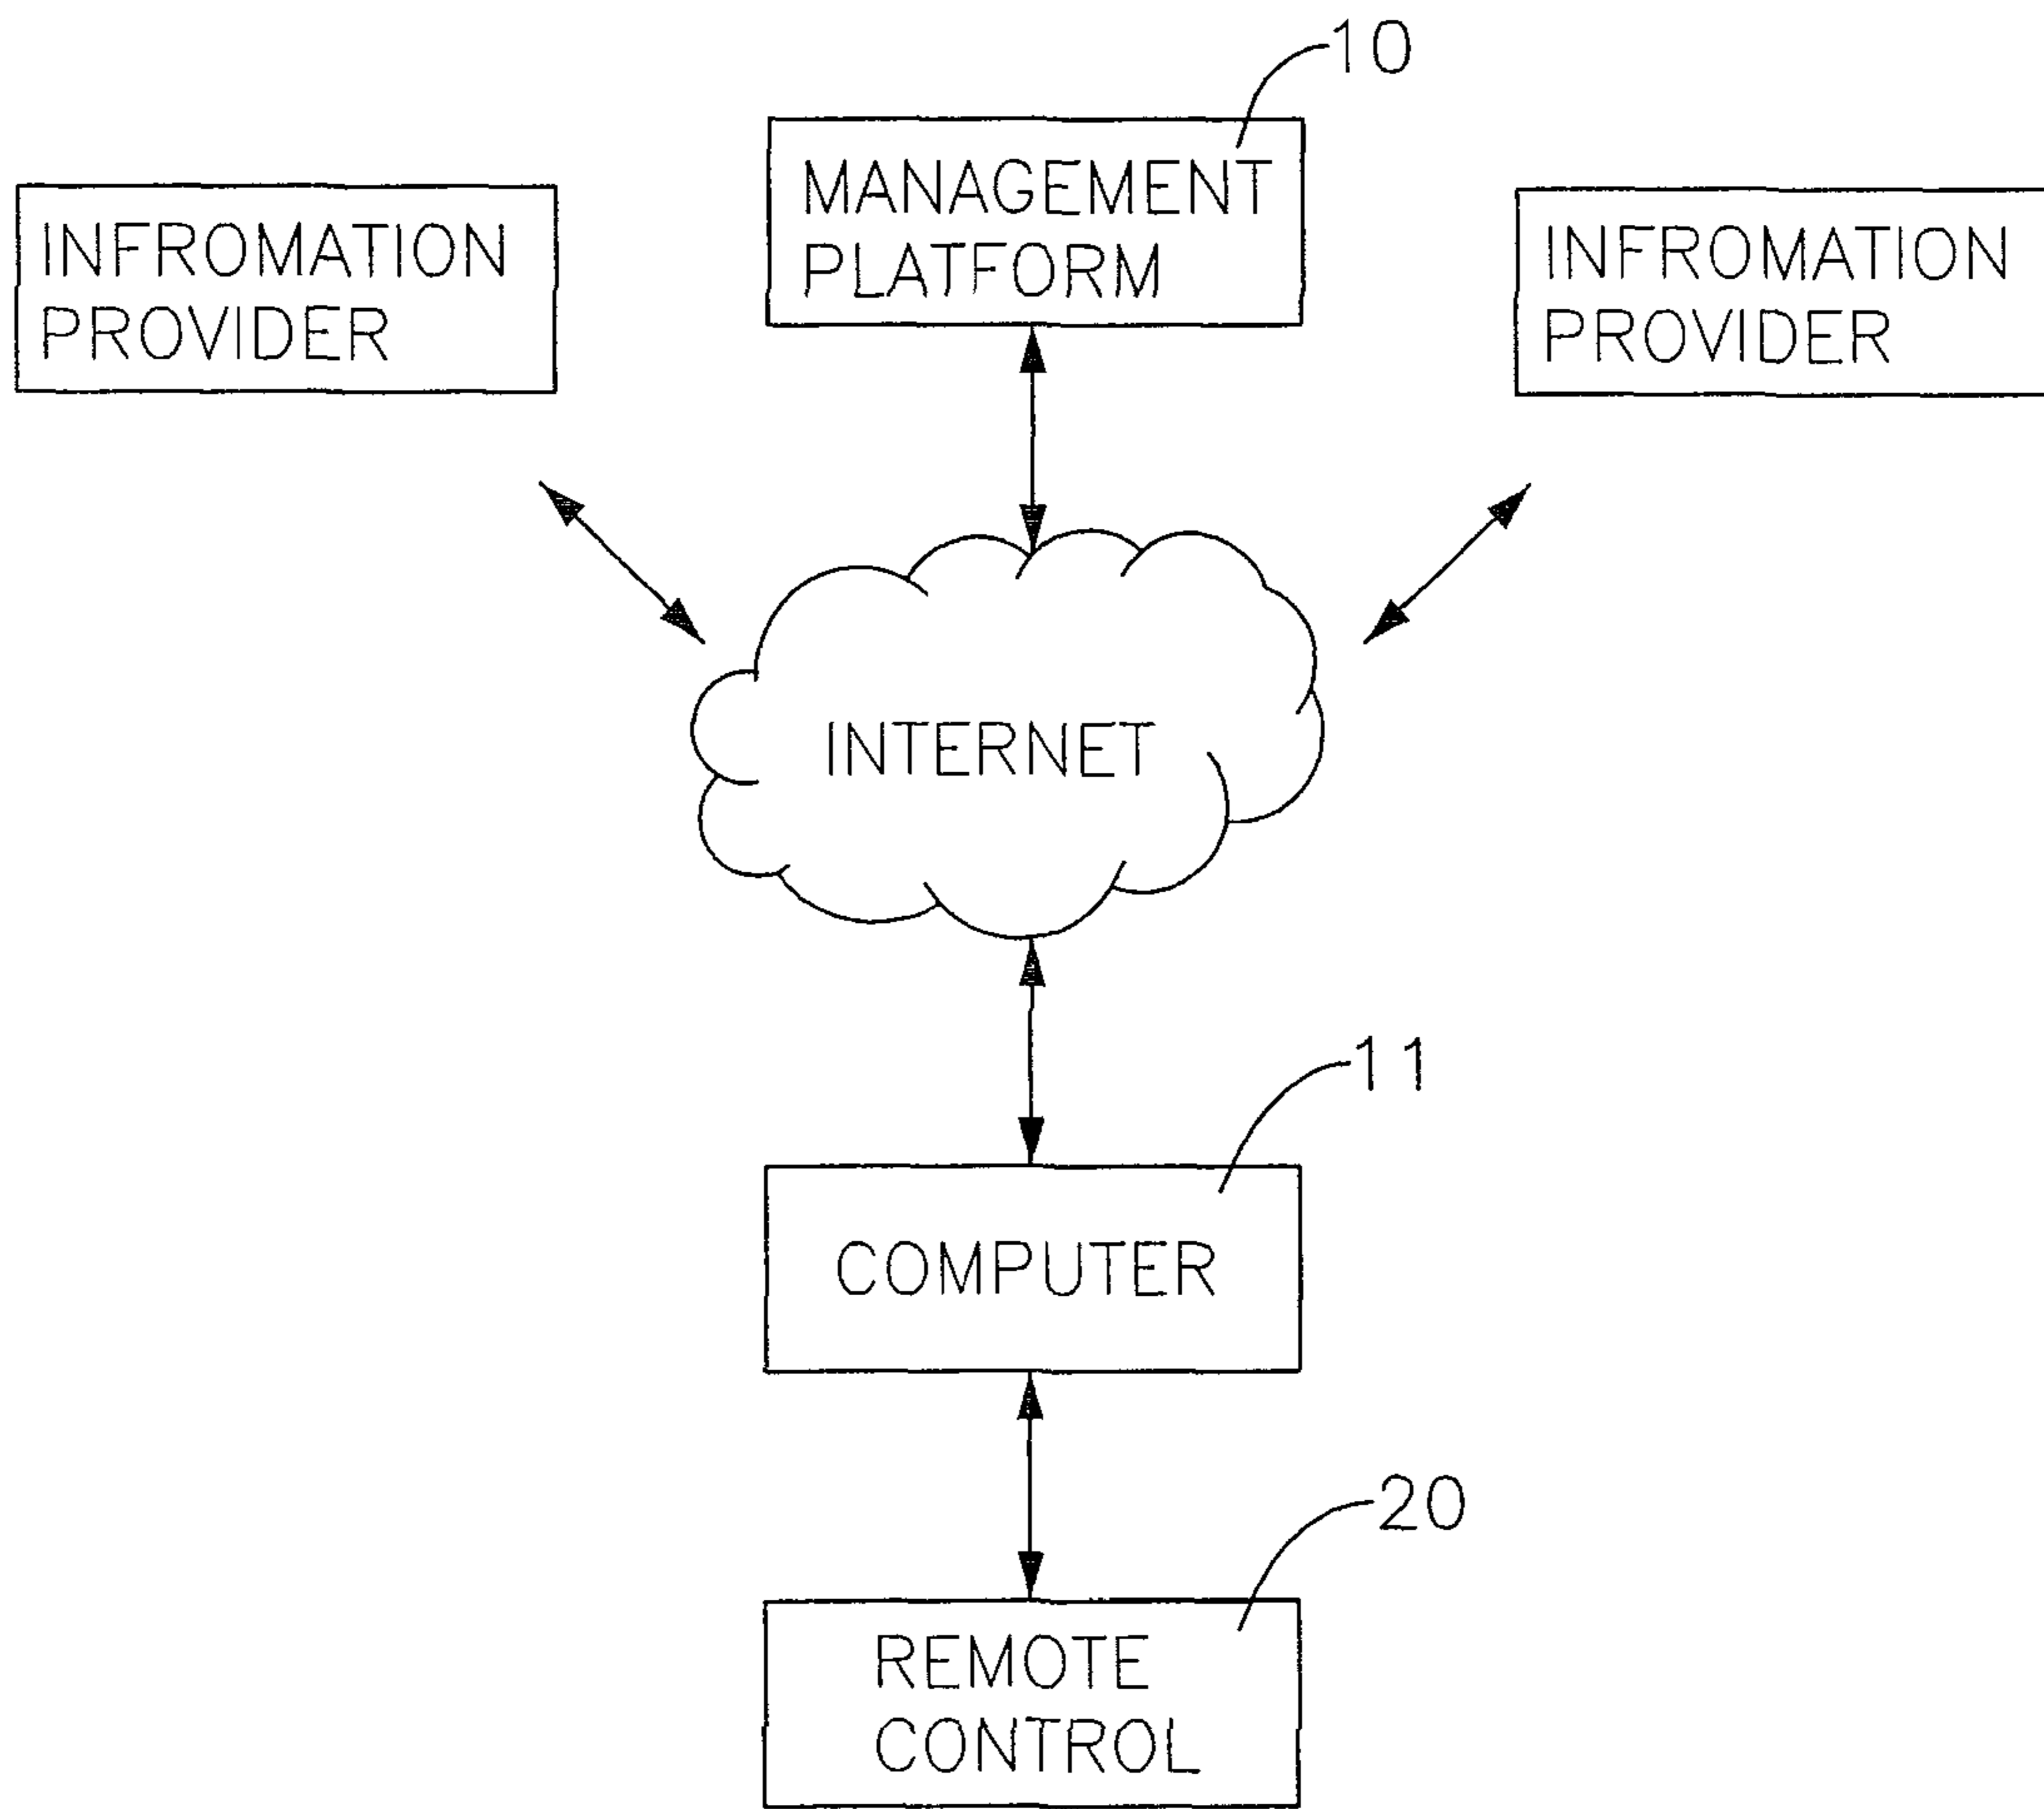 10
MANAGEMENT
PLATFORM
INFROMATION
PROVIDER
INFROMATION
PROVIDER
INTERNET
11
COMPUTER
20
REMOTE
CONTROL